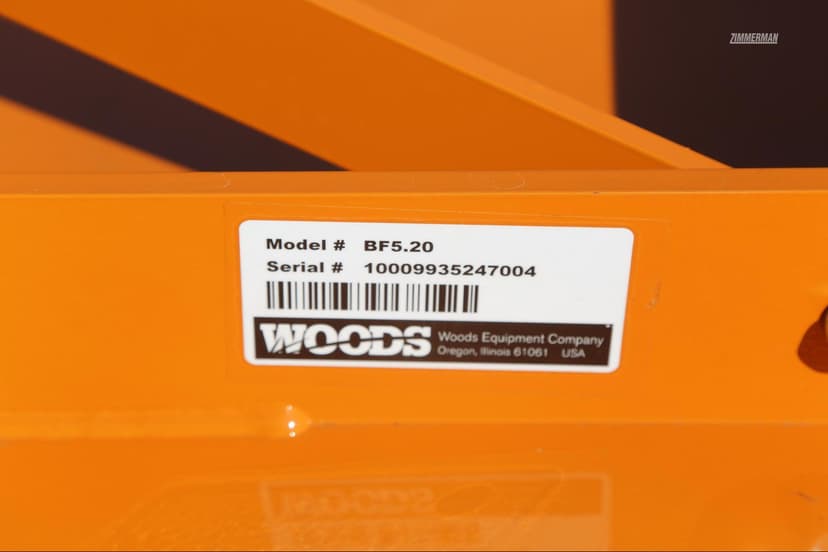 ZIMMERMAN
Model # BF5.20
Serial # 10009935247004
WOODS
Woods Equipment Company
Oregon, Illinois 61061 USA